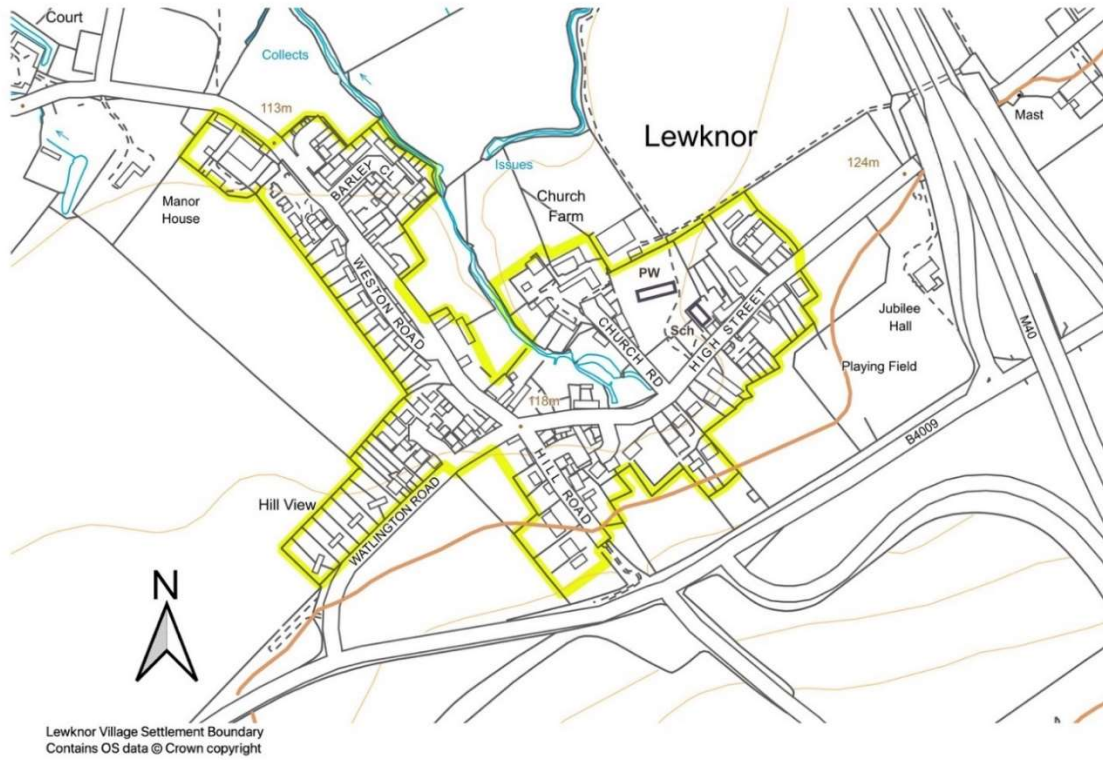 Court
Collects
113m
Lewknor
Mast
Issues
124m
BARLEY CL
Church
Farm
Manor
House
PW
WESTON ROAD
CHURCH RD
Sch
HIGH STREET
Jubilee
Hall
M40
Playing Field
118m
B4009
HILL ROAD
Hill View
WATLINGTON ROAD
N
Lewknor Village Settlement Boundary
Contains OS data © Crown copyright